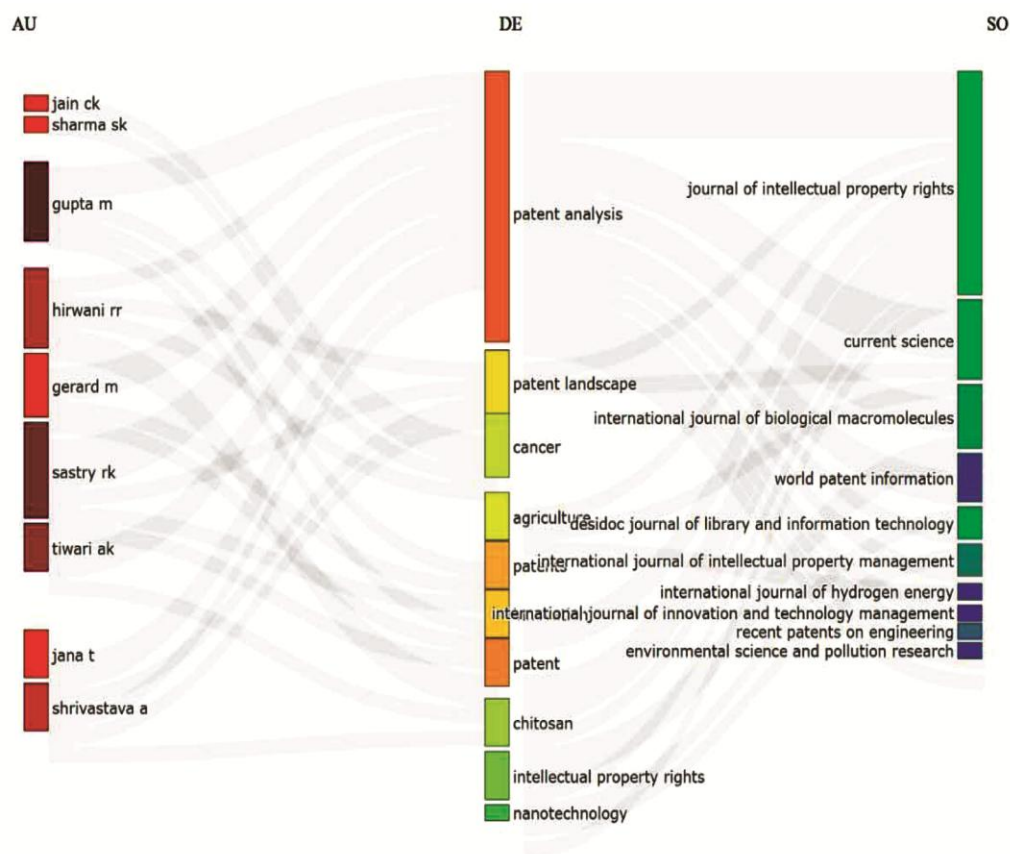 AU
DE
SO
jain ck
sharma sk
gupta m
hirwani rr
gerard m
sastry rk
tiwari ak
jana t
shrivastava a
patent analysis
patent landscape
cancer
agriculture
patents
patent
chitosan
intellectual property rights
nanotechnology
journal of intellectual property rights
current science
international journal of biological macromolecules
world patent information
desidoc journal of library and information technology
international journal of intellectual property management
international journal of hydrogen energy
international journal of innovation and technology management
recent patents on engineering
environmental science and pollution research